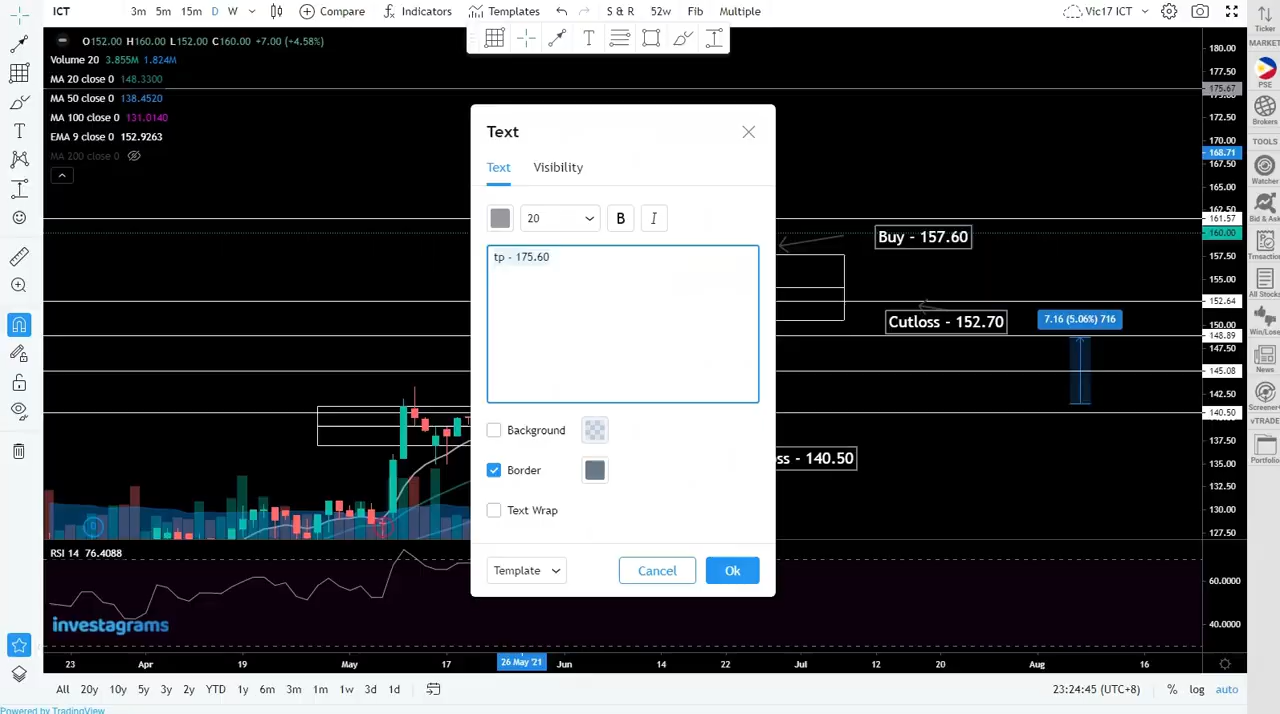 ICT 3m 5m 15m D W Compare Indicators Templates S & R 52w Fib Multiple Vic17 ICT
O152.00 H160.00 L152.00 C160.00 +7.00 (+4.58%)
Volume 20 3.855M 1.824M
MA 20 close 0 148.3300
MA 50 close 0 138.4520
MA 100 close 0 131.0140
EMA 9 close 0 152.9263
MA 200 close 0
Text
Text Visibility
20 B I
tp - 175.60
Background
Border
Text Wrap
Template Cancel Ok
Buy - 157.60
Cutloss - 152.70
7.16 (5.06%) 716
ss - 140.50
180.00
177.50
175.67
172.50
170.00
168.71
167.50
165.00
162.50
161.57
160.00
157.50
155.00
152.64
150.00
148.89
147.50
145.08
142.50
140.50
137.50
135.00
132.50
130.00
127.50
RSI 14 76.4088
60.0000
40.0000
investagrams
23 Apr 19 May 17 26 May '21 Jun 14 22 Jul 12 20 Aug 16
All 20y 10y 5y 3y 2y YTD 1y 6m 3m 1m 1w 3d 1d 23:24:45 (UTC+8) % log auto
Powered by TradingView
Ticker
MARKET
PSE
Brokers
TOOLS
Watcher
Bid & Ask
All Stocks
Win/Lose
News
Screener
vTRADE
Portfolio